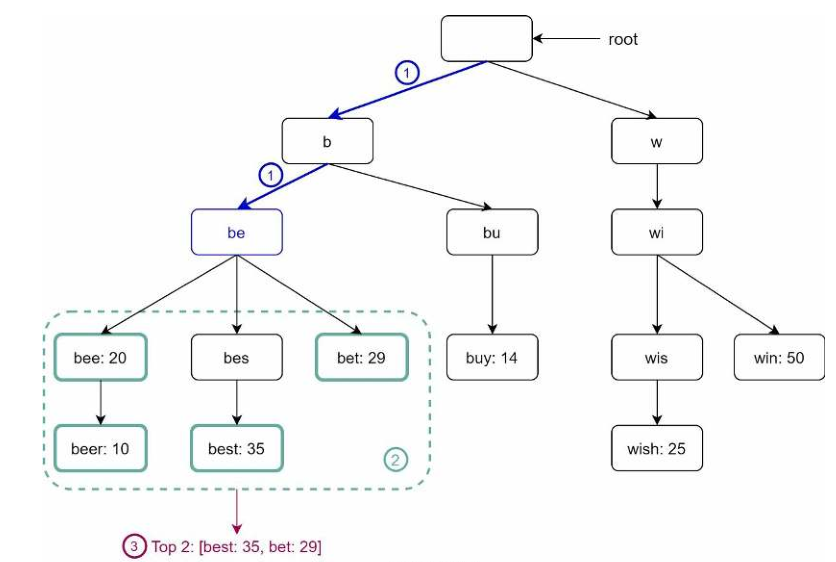 root
1
b
w
1
be
bu
wi
bee: 20
bes
bet: 29
buy: 14
wis
win: 50
beer: 10
best: 35
2
wish: 25
3 Top 2: [best: 35, bet: 29]